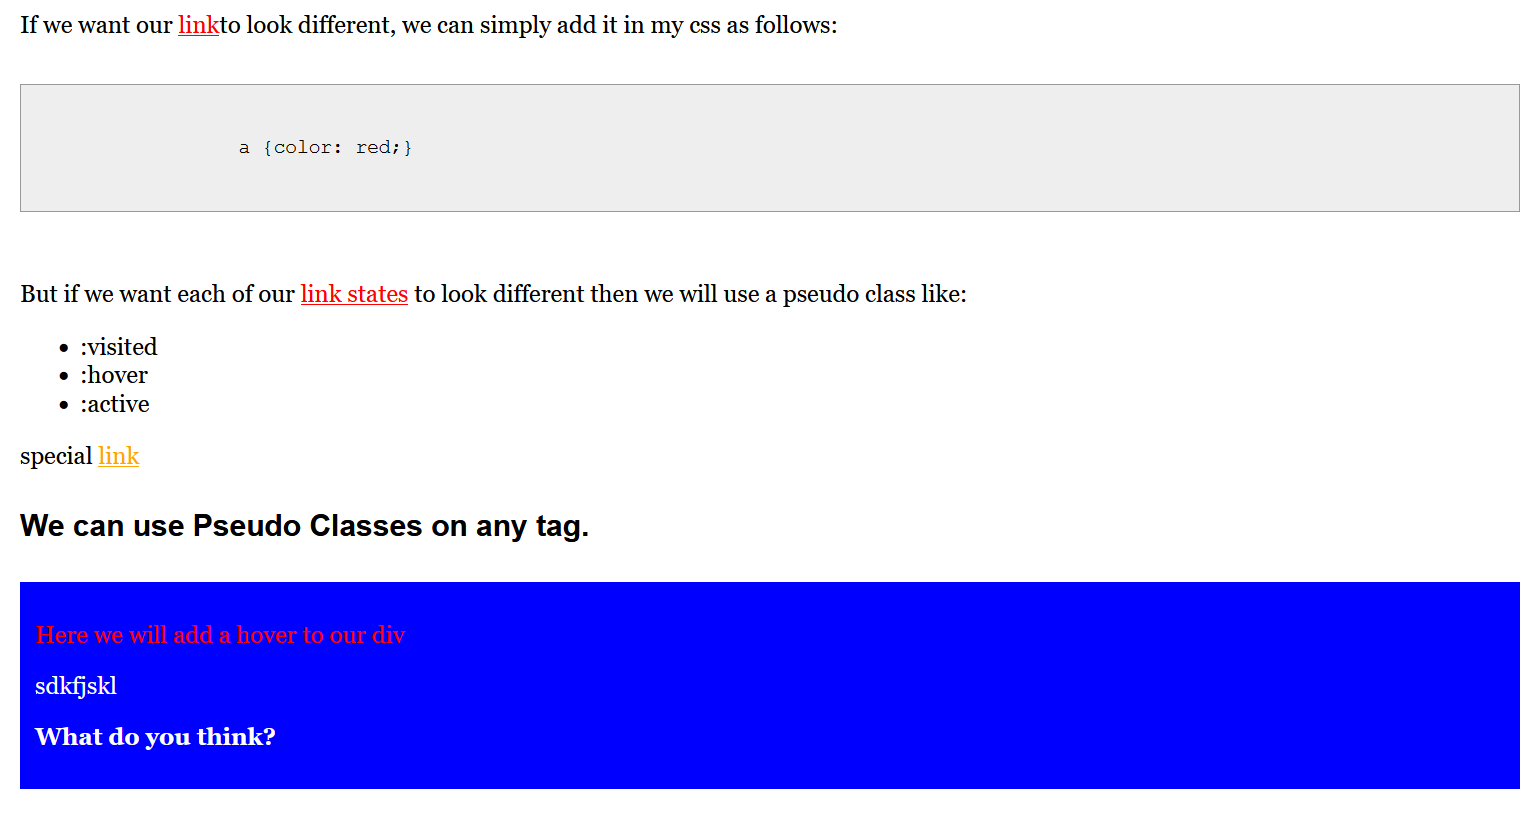 If we want our linkto look different, we can simply add it in my css as follows:
a {color: red;}
But if we want each of our link states to look different then we will use a pseudo class like:
• :visited
• :hover
• :active
special link
We can use Pseudo Classes on any tag.
Here we will add a hover to our div
sdkfjskl
What do you think?